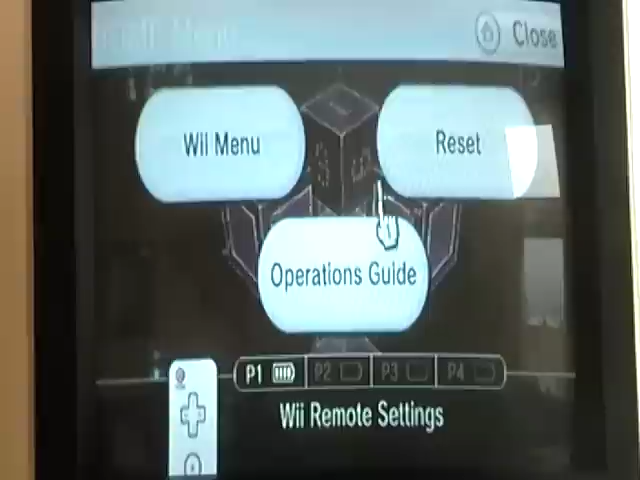 Close
Wii Menu
Reset
Operations Guide
P1 P2 P3 P4
Wii Remote Settings